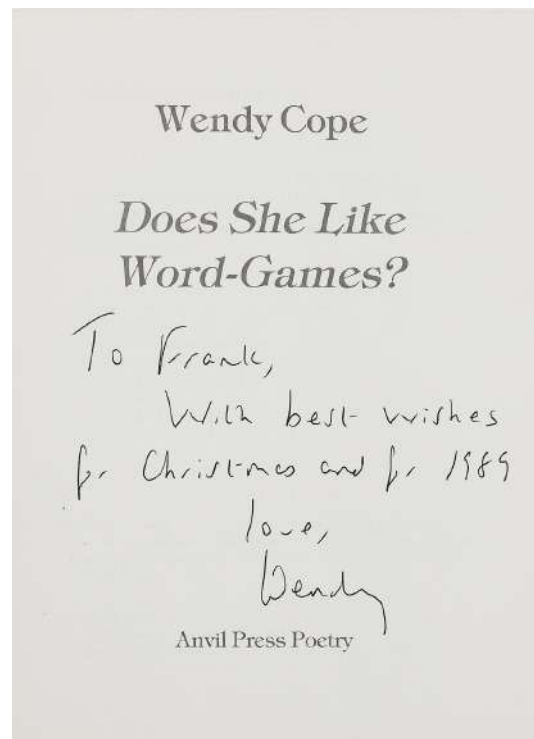 Wendy Cope
Does She Like
Word-Games?
To Frank,
With best wishes
for Christmas and for 1989
love,
Wendy
Anvil Press Poetry